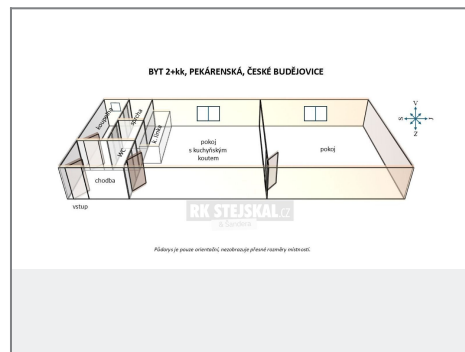 BYT 2+kk, PEKÁRENSKÁ, ČESKÉ BUDĚJOVICE
koupelna
sprcha
WC
k. linka
pokoj
s kuchyňským
koutem
pokoj
chodba
vstup
V
S
J
Z
RK STEJSKAL.cz
Půdorys je pouze orientační, nezobrazuje přesné rozměry místností.